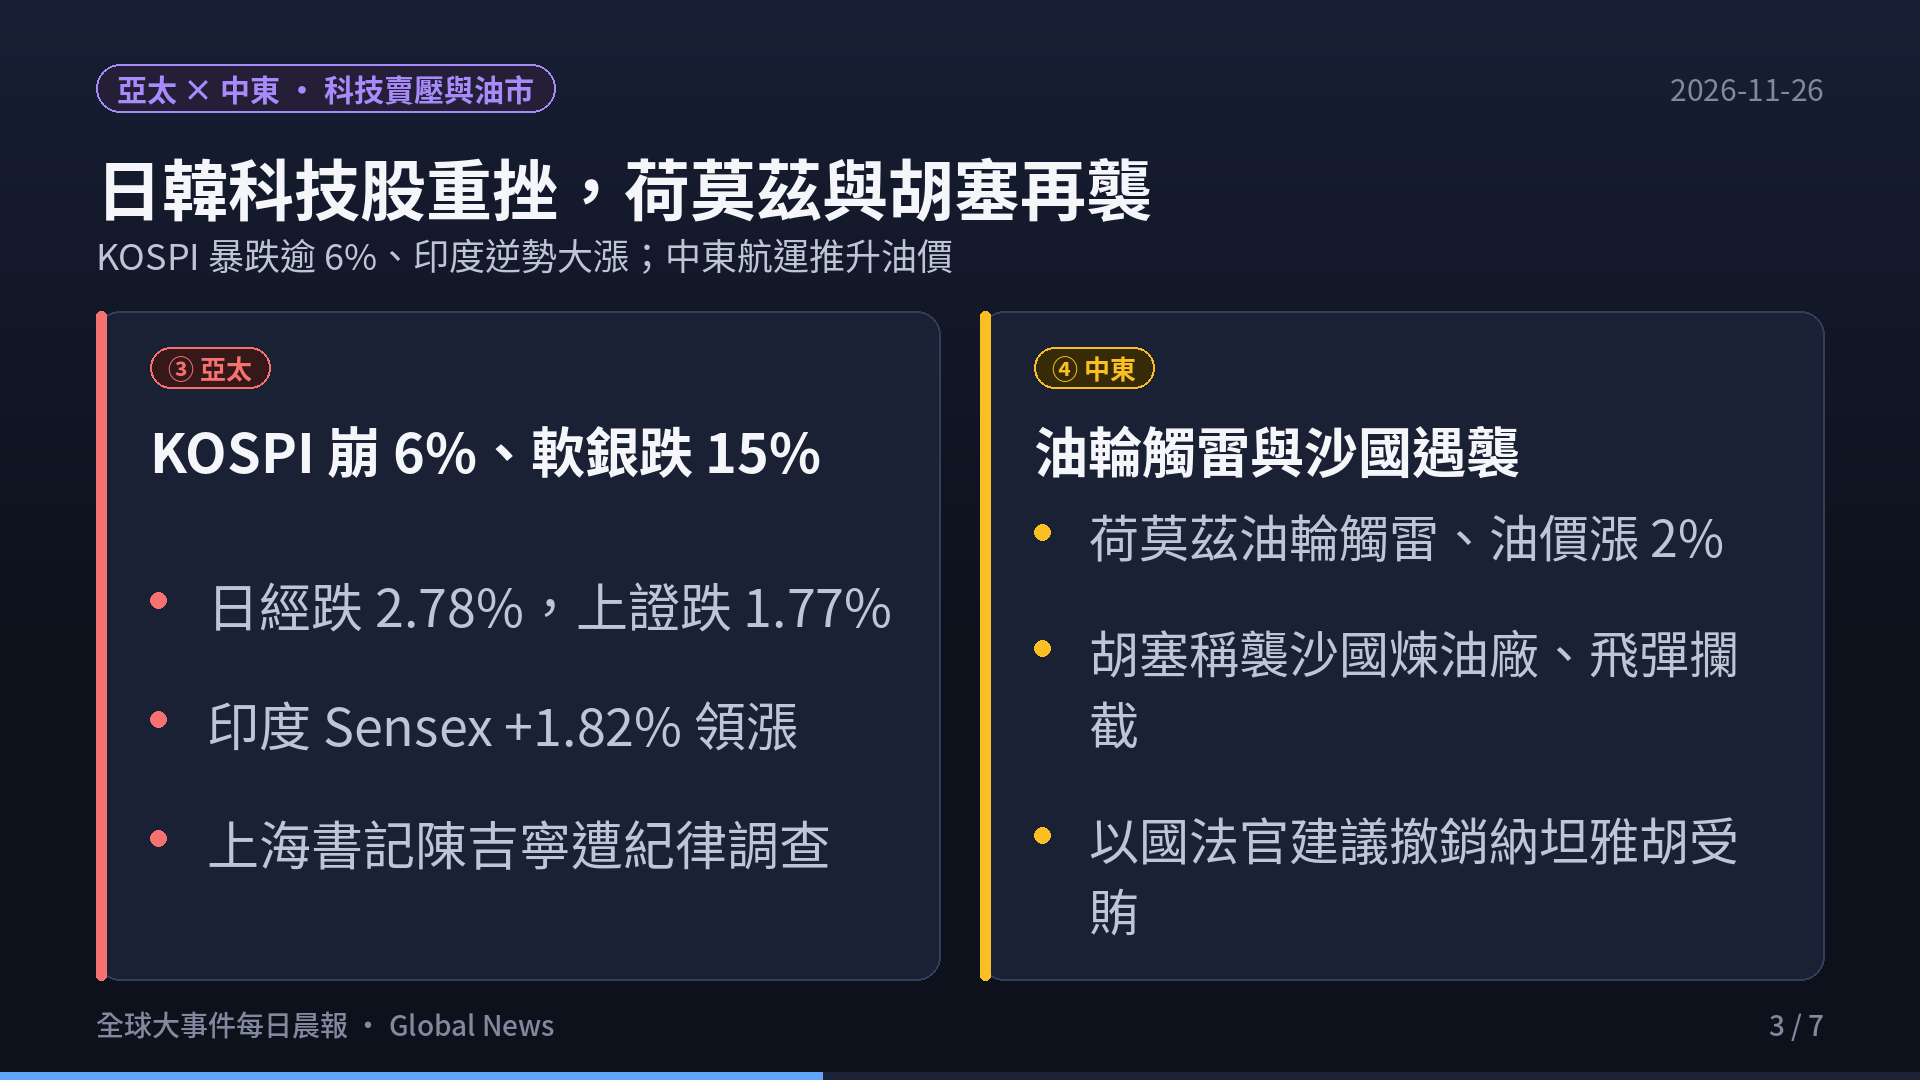 亞太 × 中東 • 科技賣壓與油市
2026-11-26
日韓科技股重挫，荷莫茲與胡塞再襲
KOSPI 暴跌逾 6%、印度逆勢大漲；中東航運推升油價
③ 亞太
KOSPI 崩 6%、軟銀跌 15%
日經跌 2.78%，上證跌 1.77%
印度 Sensex +1.82% 領漲
上海書記陳吉寧遭紀律調查
④ 中東
油輪觸雷與沙國遇襲
荷莫茲油輪觸雷、油價漲 2%
胡塞稱襲沙國煉油廠、飛彈攔
截
以國法官建議撤銷納坦雅胡受
賄
全球大事件每日晨報 • Global News
3 / 7